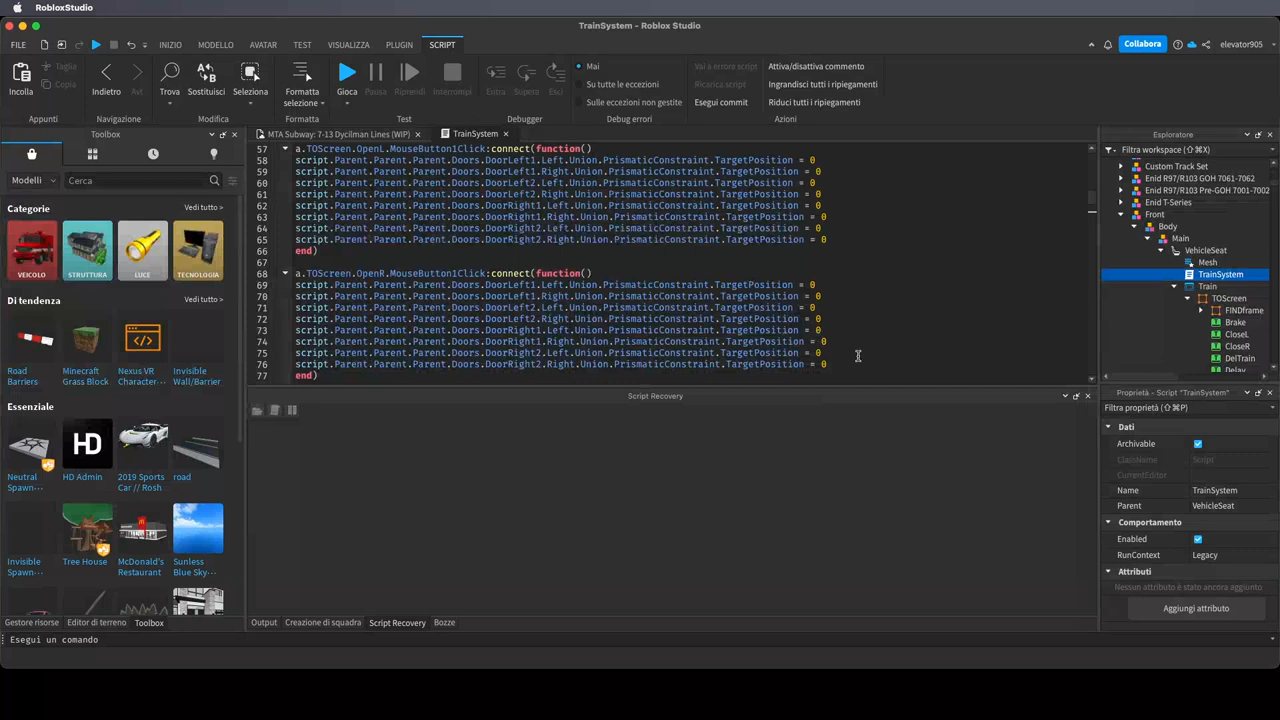 RobloxStudio
TrainSystem - Roblox Studio
FILE
INIZIO
MODELLO
AVATAR
TEST
VISUALIZZA
PLUGIN
SCRIPT
Collabora
elevator905
Incolla
Taglia
Copia
Appunti
Indietro
Avt
Navigazione
Trova
Sostituisci
Seleziona
Modifica
Formatta
selezione
Formatta
Gioca
Pausa
Riprendi
Interrompi
Test
Entra
Supera
Esci
Debugger
Mai
Su tutte le eccezioni
Sulle eccezioni non gestite
Debug errori
Vai a errore script
Ricarica script
Esegui commit
Attiva/disattiva commento
Ingrandisci tutti i ripiegamenti
Riduci tutti i ripiegamenti
Azioni
Toolbox
Modelli
Cerca
Categorie
Vedi tutto >
VEICOLO
STRUTTURA
LUCE
TECNOLOGIA
Di tendenza
Vedi tutto >
Road
Barriers
Minecraft
Grass Block
Nexus VR
Character---
Invisible
Wall/Barrier
Essenziale
Neutral
Spawn---
HD Admin
2019 Sports
Car // Rosh
road
Invisible
Spawn---
Tree House
McDonald's
Restaurant
Sunless
Blue Sky---
Gestore risorse
Editor di terreno
Toolbox
MTA Subway: 7-13 Dycilman Lines (WIP)
TrainSystem
57 a.TOScreen.OpenL.MouseButton1Click:connect(function()
58 script.Parent.Parent.Parent.Doors.DoorLeft1.Left.Union.PrismaticConstraint.TargetPosition = 0
59 script.Parent.Parent.Parent.Doors.DoorLeft1.Right.Union.PrismaticConstraint.TargetPosition = 0
60 script.Parent.Parent.Parent.Doors.DoorLeft2.Left.Union.PrismaticConstraint.TargetPosition = 0
61 script.Parent.Parent.Parent.Doors.DoorLeft2.Right.Union.PrismaticConstraint.TargetPosition = 0
62 script.Parent.Parent.Parent.Doors.DoorRight1.Left.Union.PrismaticConstraint.TargetPosition = 0
63 script.Parent.Parent.Parent.Doors.DoorRight1.Right.Union.PrismaticConstraint.TargetPosition = 0
64 script.Parent.Parent.Parent.Doors.DoorRight2.Left.Union.PrismaticConstraint.TargetPosition = 0
65 script.Parent.Parent.Parent.Doors.DoorRight2.Right.Union.PrismaticConstraint.TargetPosition = 0
66 end)
67
68 a.TOScreen.OpenR.MouseButton1Click:connect(function()
69 script.Parent.Parent.Parent.Doors.DoorLeft1.Left.Union.PrismaticConstraint.TargetPosition = 0
70 script.Parent.Parent.Parent.Doors.DoorLeft1.Right.Union.PrismaticConstraint.TargetPosition = 0
71 script.Parent.Parent.Parent.Doors.DoorLeft2.Left.Union.PrismaticConstraint.TargetPosition = 0
72 script.Parent.Parent.Parent.Doors.DoorLeft2.Right.Union.PrismaticConstraint.TargetPosition = 0
73 script.Parent.Parent.Parent.Doors.DoorRight1.Left.Union.PrismaticConstraint.TargetPosition = 0
74 script.Parent.Parent.Parent.Doors.DoorRight1.Right.Union.PrismaticConstraint.TargetPosition = 0
75 script.Parent.Parent.Parent.Doors.DoorRight2.Left.Union.PrismaticConstraint.TargetPosition = 0
76 script.Parent.Parent.Parent.Doors.DoorRight2.Right.Union.PrismaticConstraint.TargetPosition = 0
77 end)
Script Recovery
Output
Creazione di squadra
Script Recovery
Bozze
Esploratore
Filtra workspace (⇧⌘X)
Custom Track Set
Enid R97/R103 GOH 7061-7062
Enid R97/R103 Pre-GOH 7001-7002
Enid T-Series
Front
Body
Main
VehicleSeat
Mesh
TrainSystem
Train
TOScreen
FINDframe
Brake
CloseL
CloseR
DelTrain
Delay
Proprietà - Script "TrainSystem"
Filtra proprietà (⇧⌘P)
Dati
Archivable
ClassName Script
CurrentEditor
Name TrainSystem
Parent VehicleSeat
Comportamento
Enabled
RunContext Legacy
Attributi
Nessun attributo è stato ancora aggiunto
Aggiungi attributo
Esegui un comando